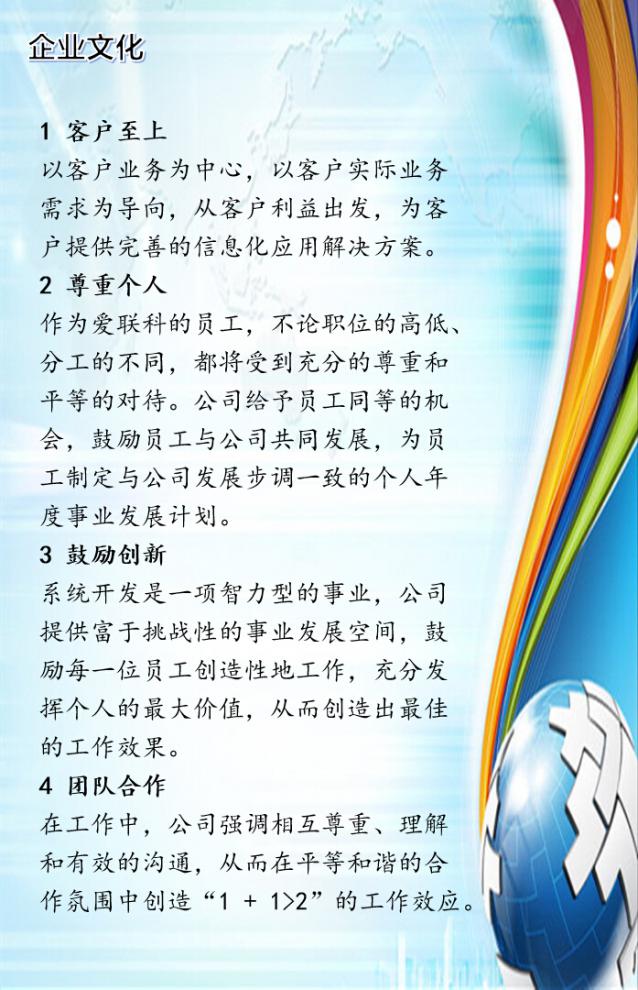 企业文化
1 客户至上
以客户业务为中心，以客户实际业务
需求为导向，从客户利益出发，为客
户提供完善的信息化应用解决方案。
2 尊重个人
作为爱联科的员工，不论职位的高低、
分工的不同，都将受到充分的尊重和
平等的对待。公司给予员工同等的机
会，鼓励员工与公司共同发展，为员
工制定与公司发展步调一致的个人年
度事业发展计划。
3 鼓励创新
系统开发是一项智力型的事业，公司
提供富于挑战性的事业发展空间，鼓
励每一位员工创造性地工作，充分发
挥个人的最大价值，从而创造出最佳
的工作效果。
4 团队合作
在工作中，公司强调相互尊重、理解
和有效的沟通，从而在平等和谐的合
作氛围中创造“1 + 1>2”的工作效应。